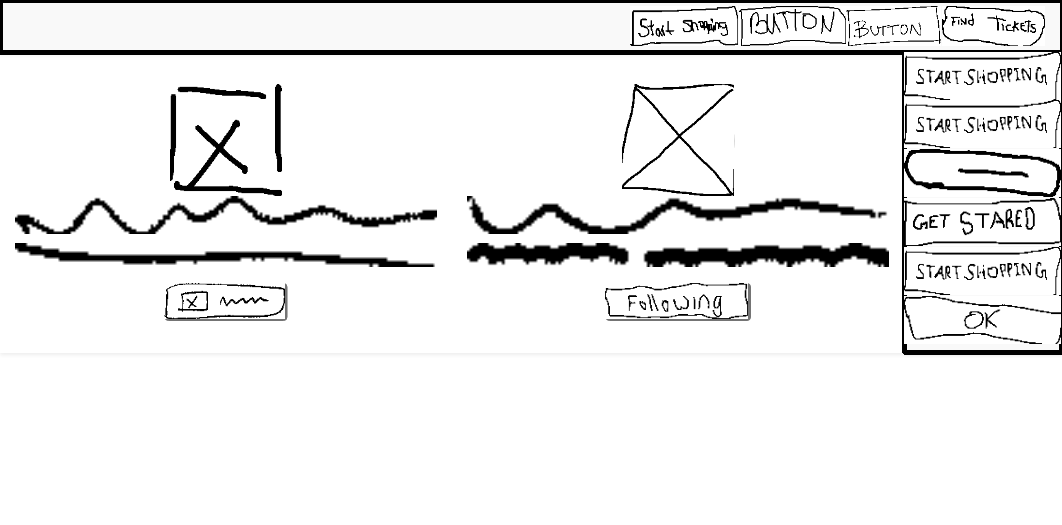 Start Shopping BUTTON BUTTON Find Tickets
START SHOPPING
START SHOPPING
GET STARED
START SHOPPING
OK
Following